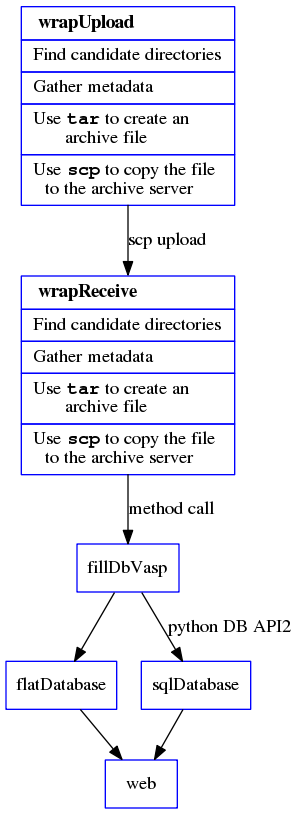 wrapUpload
Find candidate directories
Gather metadata
Use tar to create an
archive file
Use scp to copy the file
to the archive server
scp upload
wrapReceive
Find candidate directories
Gather metadata
Use tar to create an
archive file
Use scp to copy the file
to the archive server
method call
fillDbVasp
python DB API2
flatDatabase
sqlDatabase
web